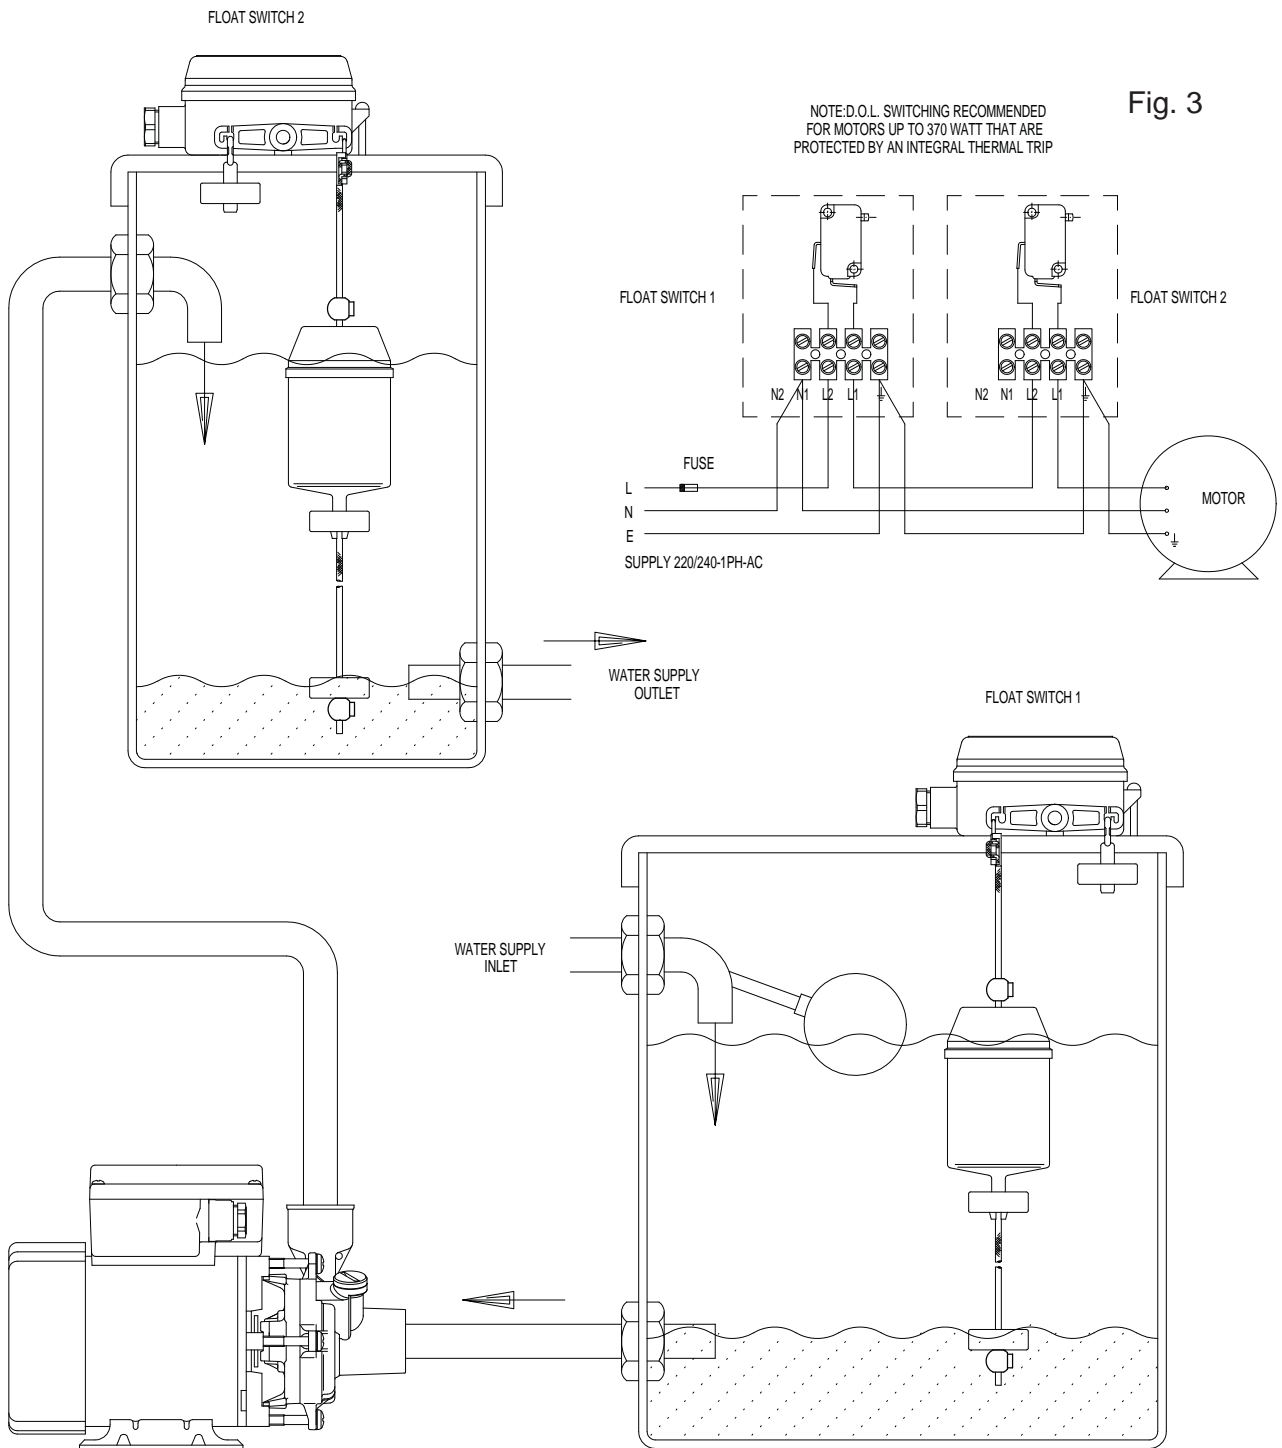 FLOAT SWITCH 2
Fig. 3
NOTE:D.O.L. SWITCHING RECOMMENDED
FOR MOTORS UP TO 370 WATT THAT ARE
PROTECTED BY AN INTEGRAL THERMAL TRIP
FLOAT SWITCH 1
FLOAT SWITCH 2
N2 N1 L2 L1
N2 N1 L2 L1
FUSE
L
N
E
MOTOR
SUPPLY 220/240-1PH-AC
WATER SUPPLY
OUTLET
FLOAT SWITCH 1
WATER SUPPLY
INLET